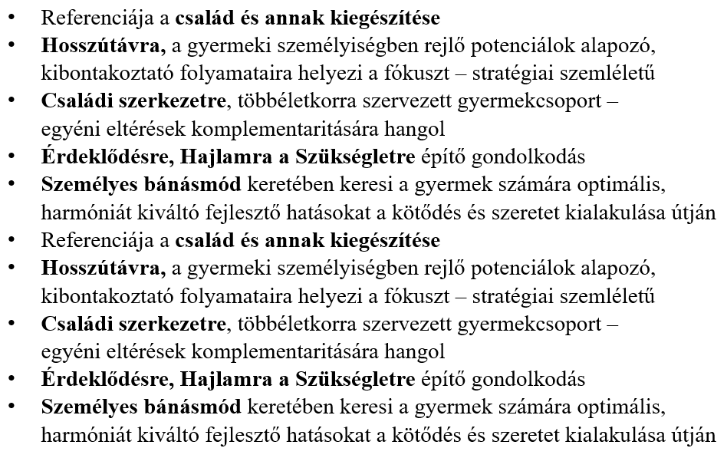 • Referenciája a család és annak kiegészítése
• Hosszútávra, a gyermeki személyiségben rejlő potenciálok alapozó,
kibontakoztató folyamataira helyezi a fókuszt – stratégiai szemléletű
• Családi szerkezetre, többéletkorra szervezett gyermekcsoport –
egyéni eltérések komplementaritására hangol
• Érdeklődésre, Hajlamra a Szükségletre építő gondolkodás
• Személyes bánásmód keretében keresi a gyermek számára optimális,
harmóniát kiváltó fejlesztő hatásokat a kötődés és szeretet kialakulása útján
• Referenciája a család és annak kiegészítése
• Hosszútávra, a gyermeki személyiségben rejlő potenciálok alapozó,
kibontakoztató folyamataira helyezi a fókuszt – stratégiai szemléletű
• Családi szerkezetre, többéletkorra szervezett gyermekcsoport –
egyéni eltérések komplementaritására hangol
• Érdeklődésre, Hajlamra a Szükségletre építő gondolkodás
• Személyes bánásmód keretében keresi a gyermek számára optimális,
harmóniát kiváltó fejlesztő hatásokat a kötődés és szeretet kialakulása útján